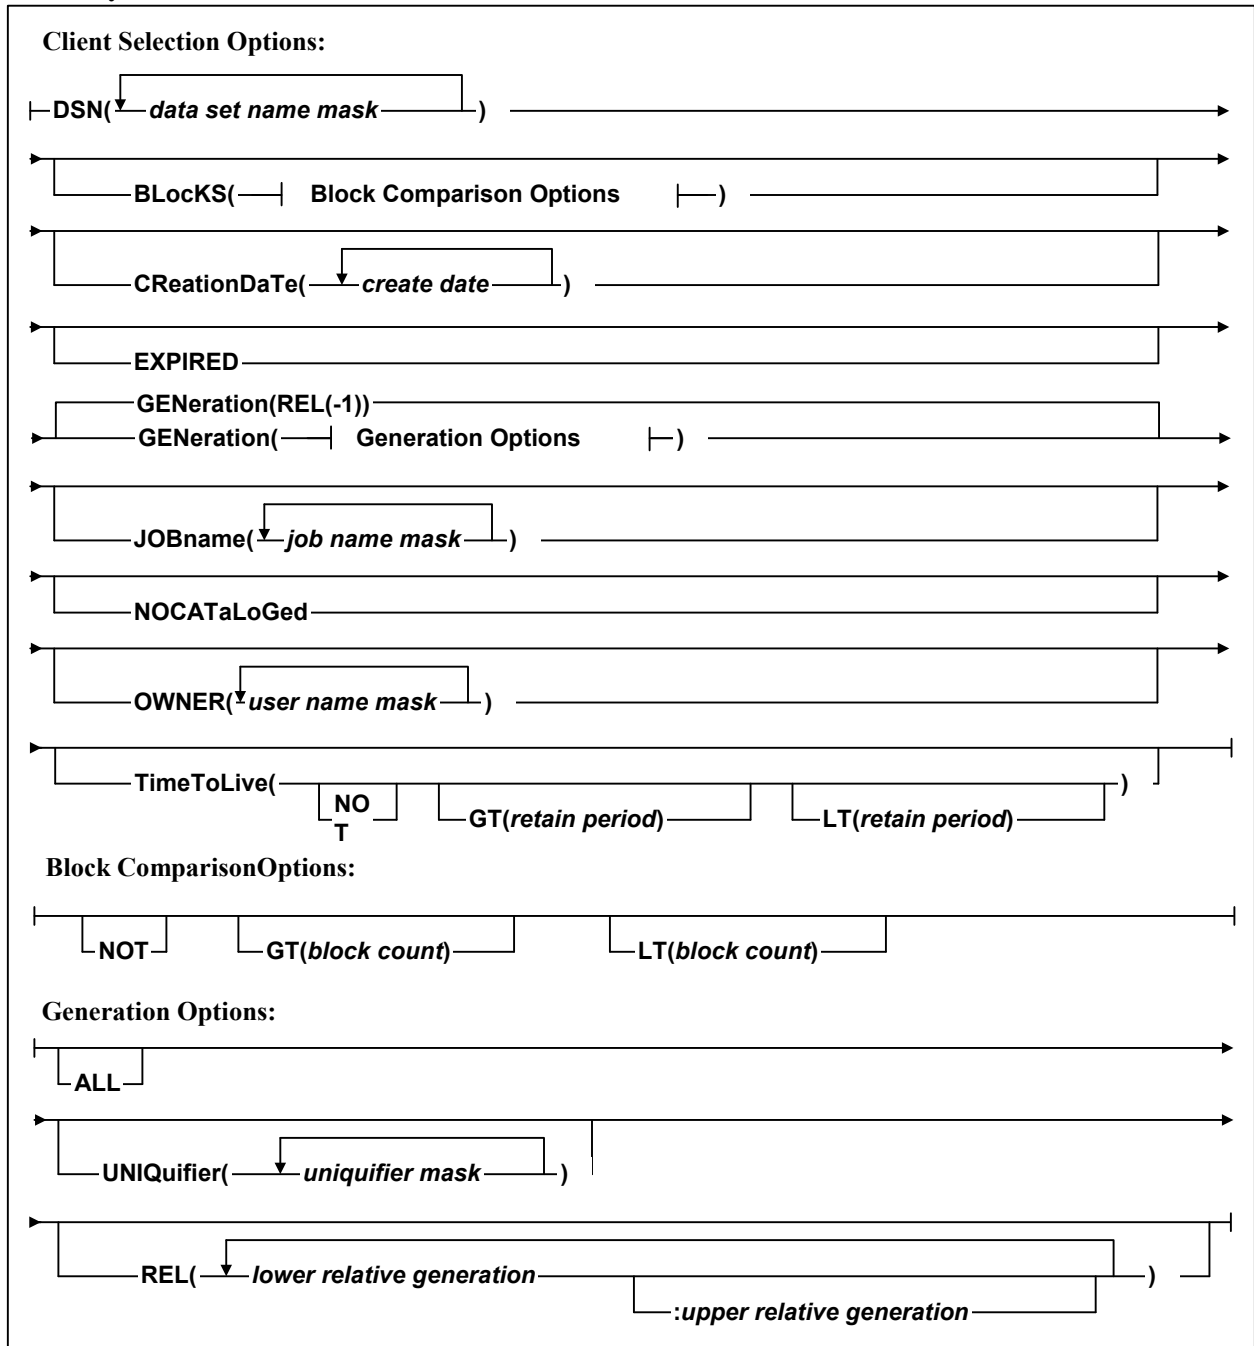 Client Selection Options:
DSN( data set name mask )
BLocKS( Block Comparison Options )
CReationDaTe( create date )
EXPIRED
GENeration(REL(-1))
GENeration( Generation Options )
JOBname( job name mask )
NOCATaLoGed
OWNER( user name mask )
TimeToLive( )
NO
T
GT(retain period) LT(retain period)
Block ComparisonOptions:
NOT GT(block count) LT(block count)
Generation Options:
ALL
UNIQuifier( uniquifier mask )
REL( lower relative generation )
:upper relative generation